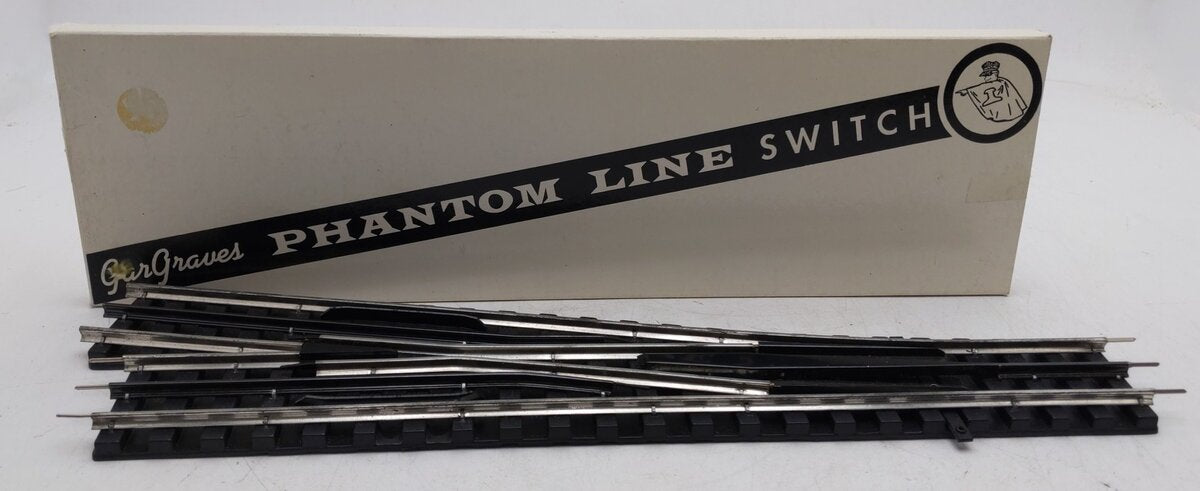 GarGraves PHANTOM LINE SWITCH